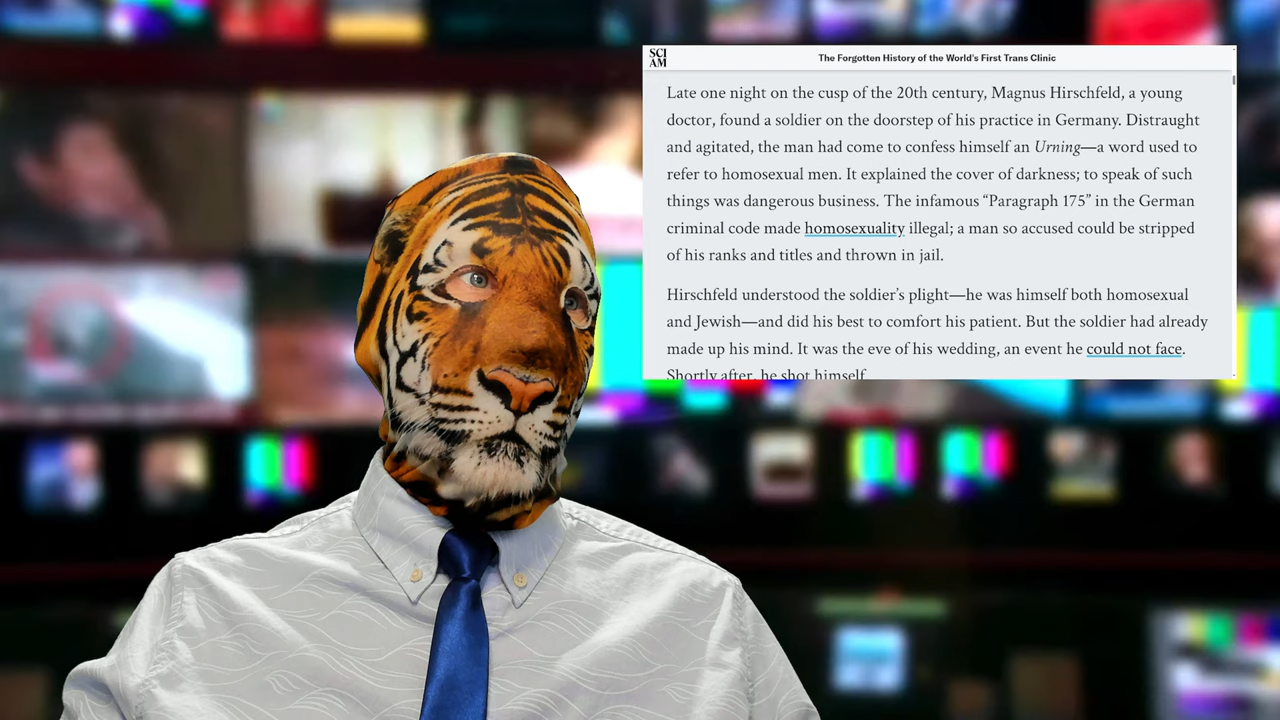 SCI
AM
The Forgotten History of the World's First Trans Clinic
Late one night on the cusp of the 20th century, Magnus Hirschfeld, a young
doctor, found a soldier on the doorstep of his practice in Germany. Distraught
and agitated, the man had come to confess himself an Urning—a word used to
refer to homosexual men. It explained the cover of darkness; to speak of such
things was dangerous business. The infamous “Paragraph 175” in the German
criminal code made homosexuality illegal; a man so accused could be stripped
of his ranks and titles and thrown in jail.
Hirschfeld understood the soldier’s plight—he was himself both homosexual
and Jewish—and did his best to comfort his patient. But the soldier had already
made up his mind. It was the eve of his wedding, an event he could not face.
Shortly after, he shot himself